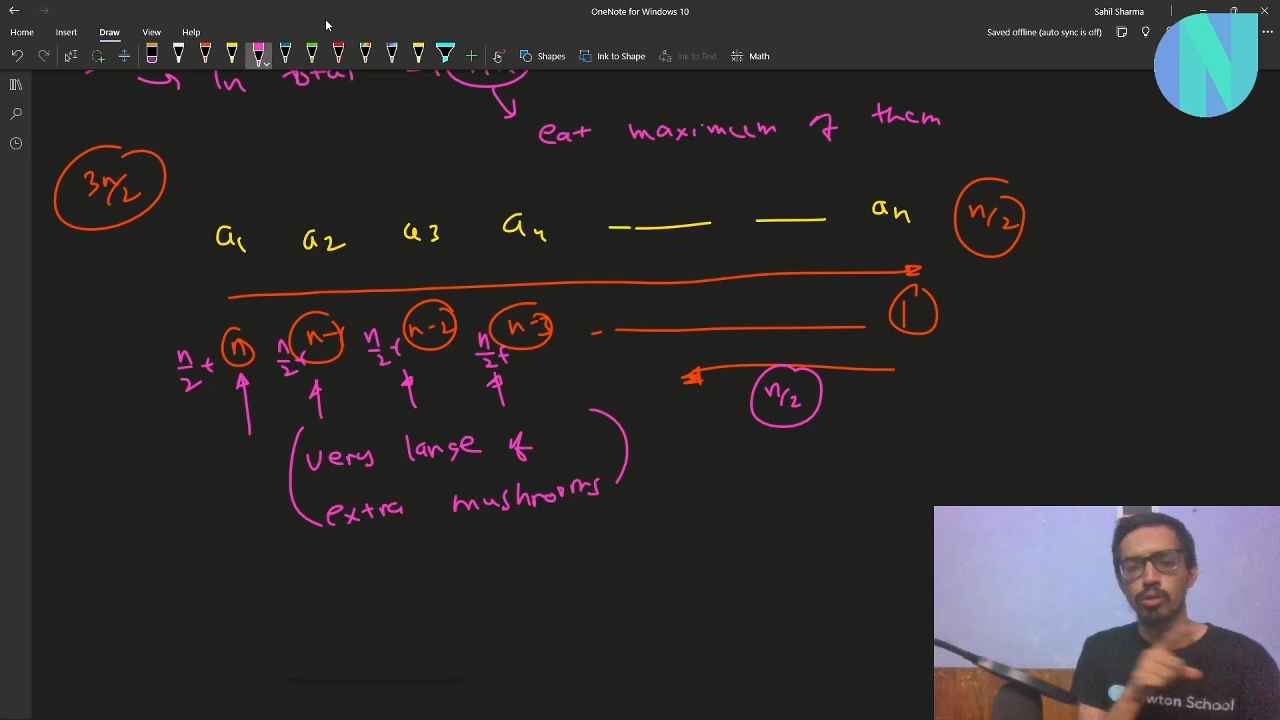 OneNote for Windows 10
Sahil Sharma
Home Insert Draw View Help
Saved offline (auto sync is off)
Shapes Ink to Shape Ink to Text Math
→ In total
eat maximum of them
3n/2
a1 a2 a3 a4 an n/2
n/2 + n n/2 + n-1 n/2 + n-2 n/2 + n-3 1
n/2
(very large of
extra mushrooms)
Newton School